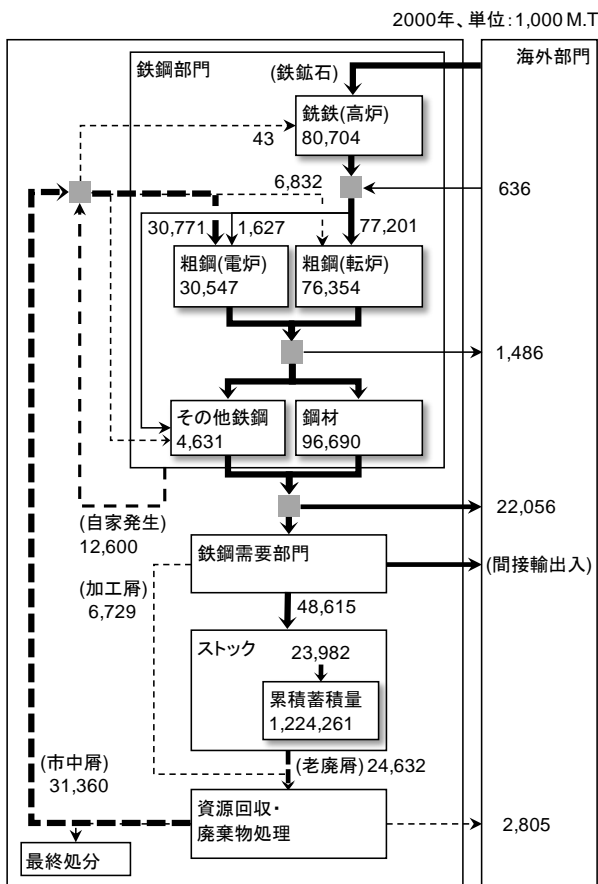 2000年、単位：1,000 M.T
鉄鋼部門
(鉄鉱石)
海外部門
銑鉄(高炉)
80,704
43
6,832
636
30,771
1,627
77,201
粗鋼(電炉)
30,547
粗鋼(転炉)
76,354
1,486
その他鉄鋼
4,631
鋼材
96,690
22,056
(自家発生)
12,600
鉄鋼需要部門
(間接輸出入)
(加工屑)
6,729
48,615
ストック
23,982
累積蓄積量
1,224,261
(市中屑)
31,360
(老廃屑) 24,632
資源回収・
廃棄物処理
2,805
最終処分